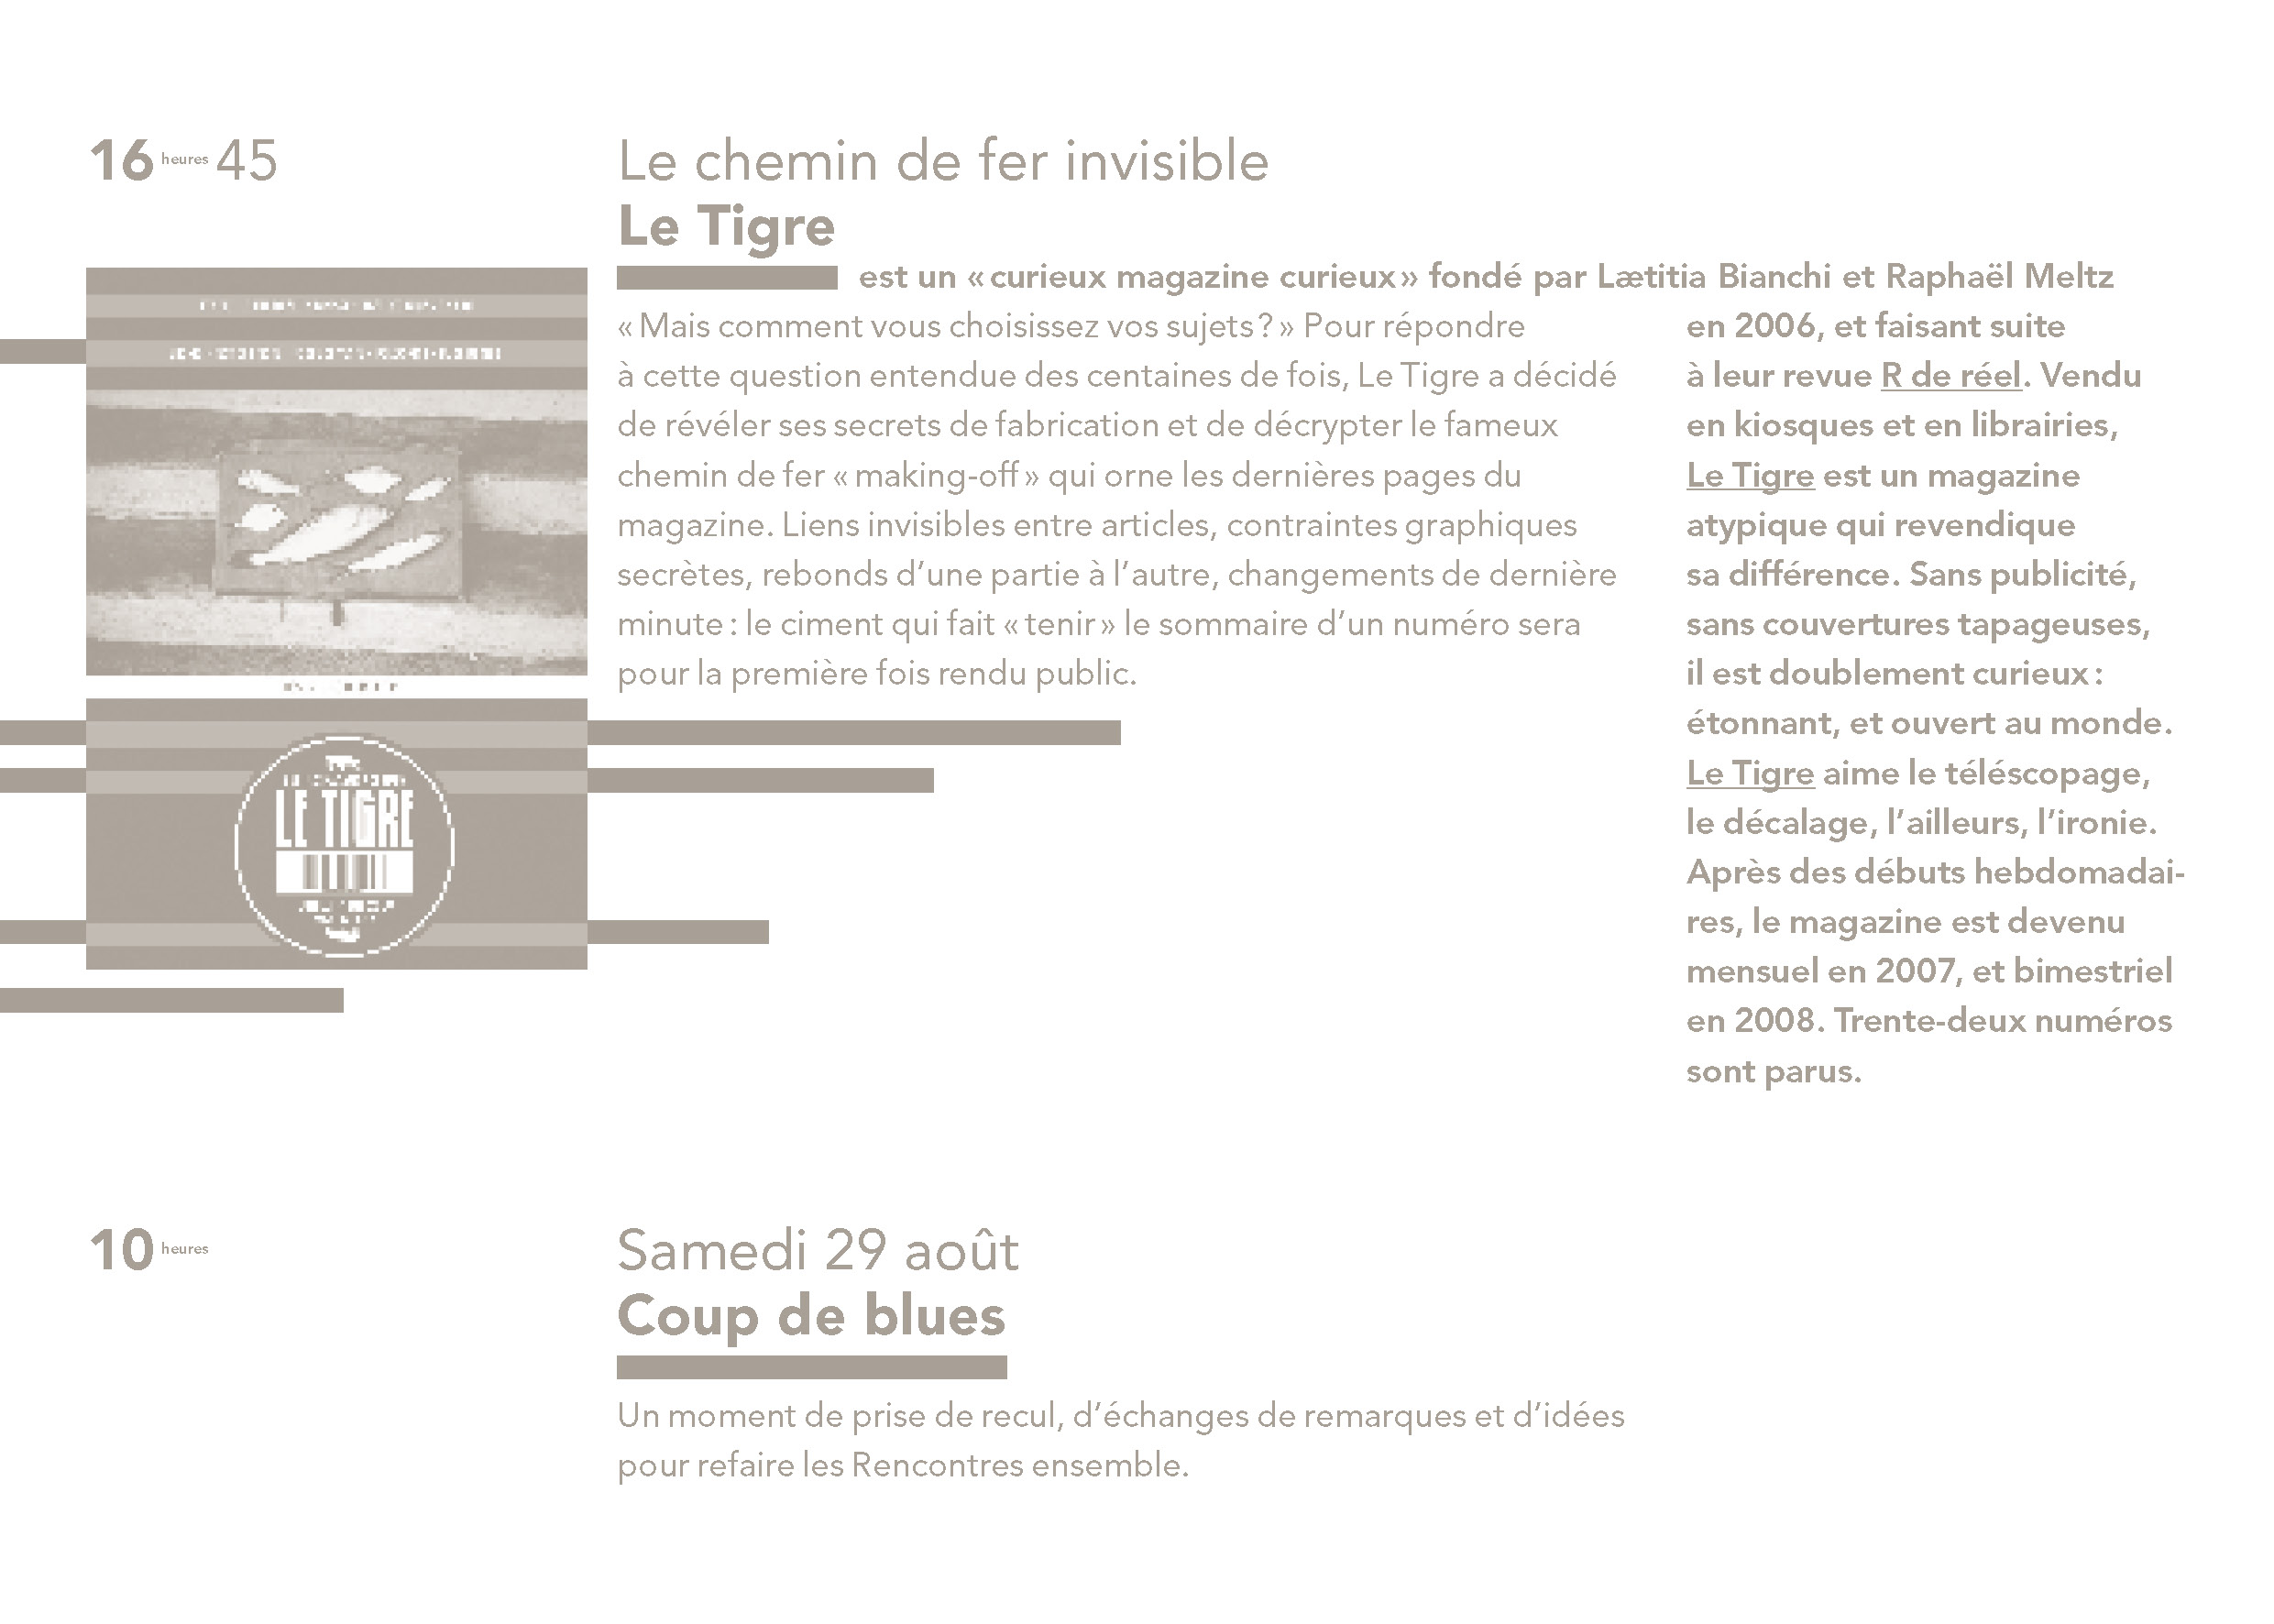 16 heures 45
Le chemin de fer invisible
Le Tigre
est un « curieux magazine curieux » fondé par Lætitia Bianchi et Raphaël Meltz
en 2006, et faisant suite
à leur revue R de réel. Vendu
en kiosques et en librairies,
Le Tigre est un magazine
atypique qui revendique
sa différence. Sans publicité,
sans couvertures tapageuses,
il est doublement curieux :
étonnant, et ouvert au monde.
Le Tigre aime le téléscopage,
le décalage, l’ailleurs, l’ironie.
Après des débuts hebdomadai-
res, le magazine est devenu
mensuel en 2007, et bimestriel
en 2008. Trente-deux numéros
sont parus.
« Mais comment vous choisissez vos sujets ? » Pour répondre
à cette question entendue des centaines de fois, Le Tigre a décidé
de révéler ses secrets de fabrication et de décrypter le fameux
chemin de fer « making-off » qui orne les dernières pages du
magazine. Liens invisibles entre articles, contraintes graphiques
secrètes, rebonds d’une partie à l’autre, changements de dernière
minute : le ciment qui fait « tenir » le sommaire d’un numéro sera
pour la première fois rendu public.
LE TIGRE
10 heures
Samedi 29 août
Coup de blues
Un moment de prise de recul, d’échanges de remarques et d’idées
pour refaire les Rencontres ensemble.